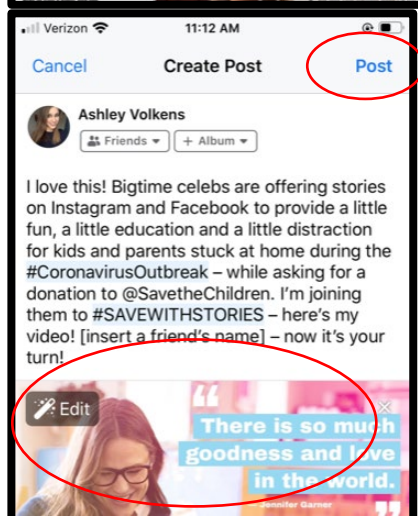 Verizon 11:12 AM
Cancel Create Post Post
Ashley Volkens
Friends + Album
I love this! Bigtime celebs are offering stories
on Instagram and Facebook to provide a little
fun, a little education and a little distraction
for kids and parents stuck at home during the
#CoronavirusOutbreak – while asking for a
donation to @SavetheChildren. I'm joining
them to #SAVEWITHSTORIES – here's my
video! [insert a friend's name] – now it's your
turn!
Edit
“
There is so much
goodness and love
in the world.
— Jennifer Garner
”